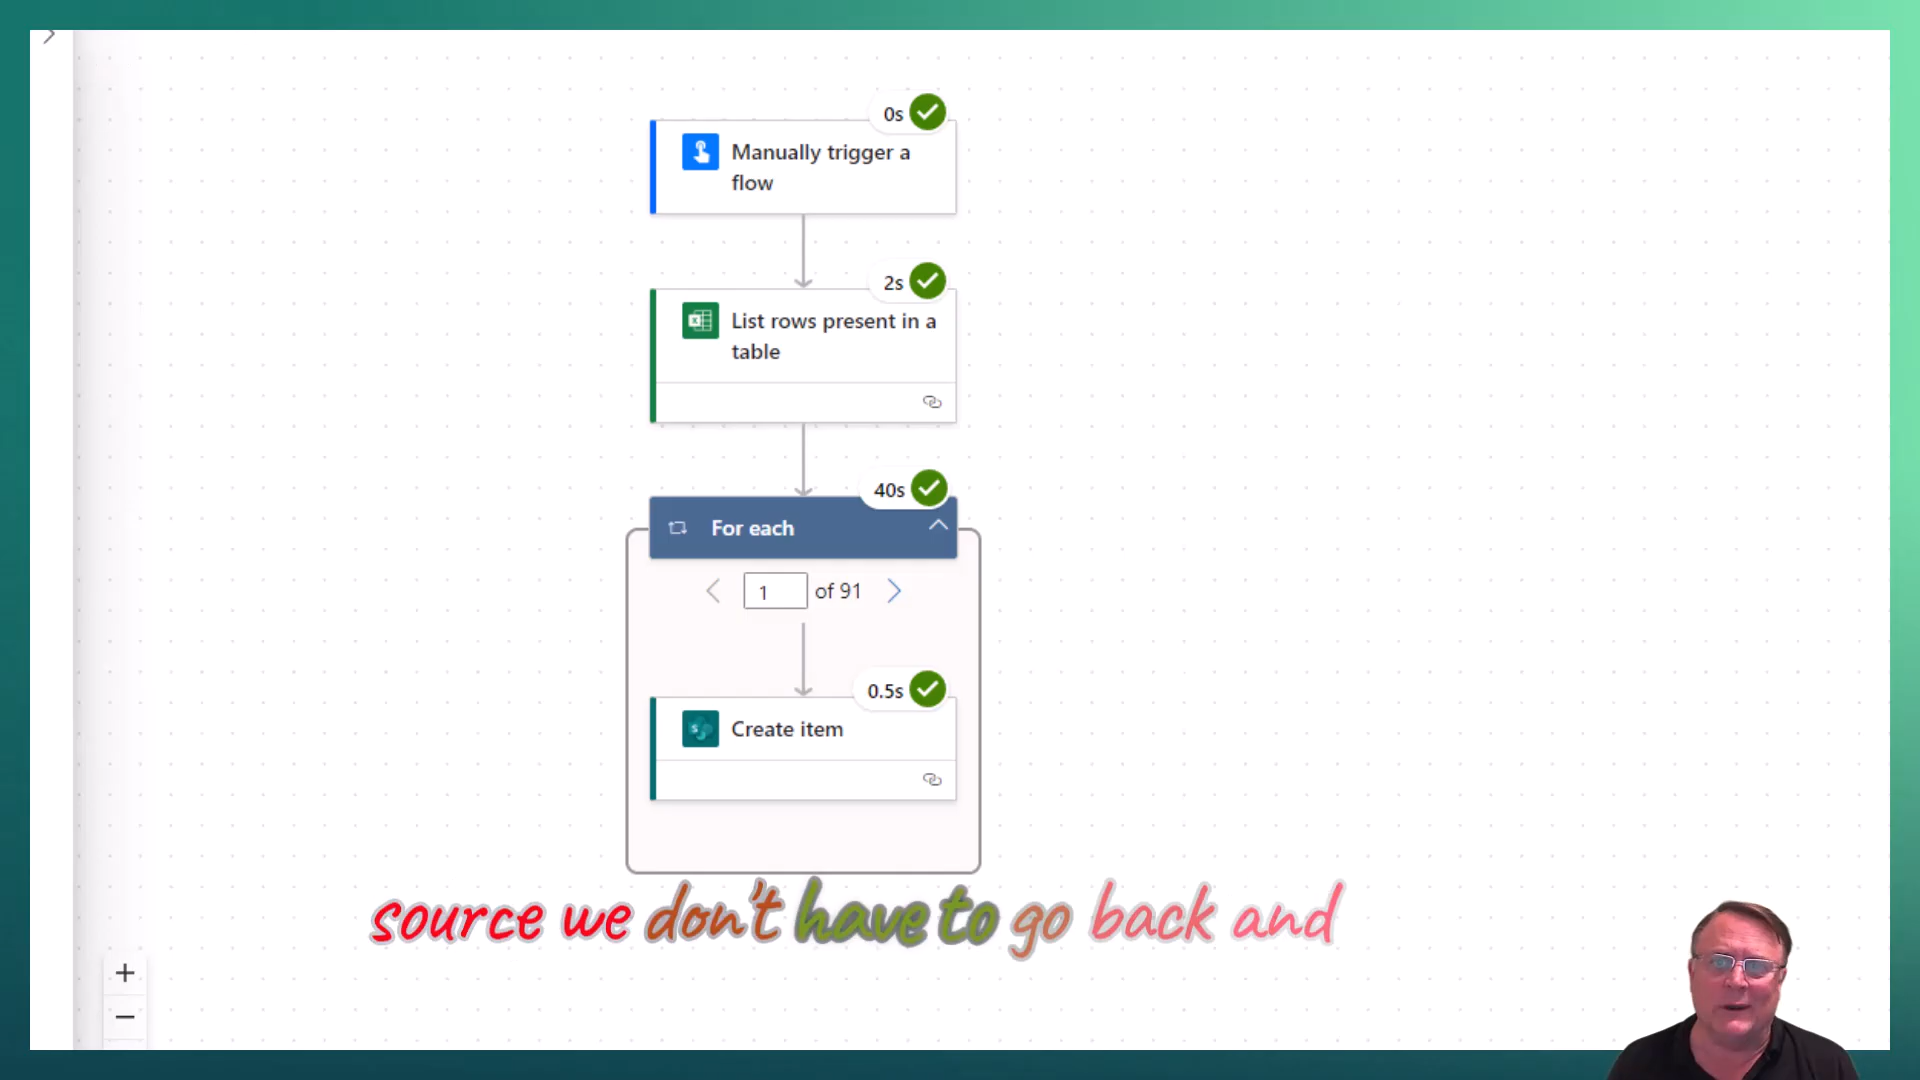 0s
Manually trigger a
flow
2s
List rows present in a
table
40s
For each
1 of 91
0.5s
Create item
source we don't have to go back and